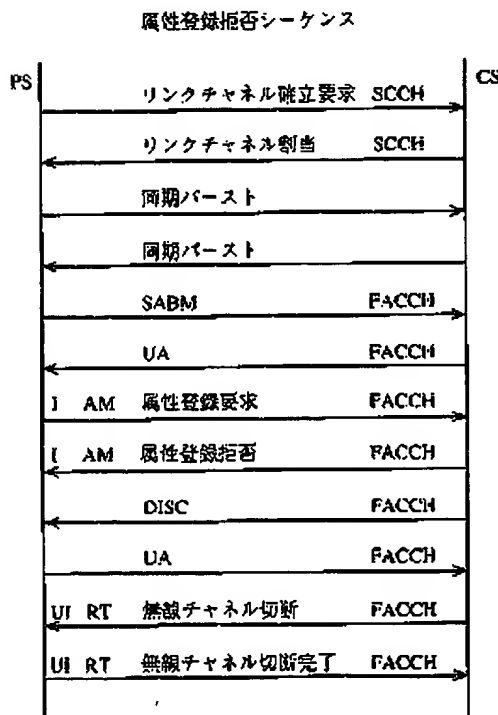 属性登録拒否シーケンス
PS CS
リンクチャネル確立要求 SCCH
リンクチャネル割当 SCCH
同期バースト
同期バースト
SABM FACCH
UA FACCH
I AM 属性登録要求 FACCH
I AM 属性登録拒否 FACCH
DISC FACCH
UA FACCH
UI RT 無線チャネル切断 FACCH
UI RT 無線チャネル切断完了 FACCH